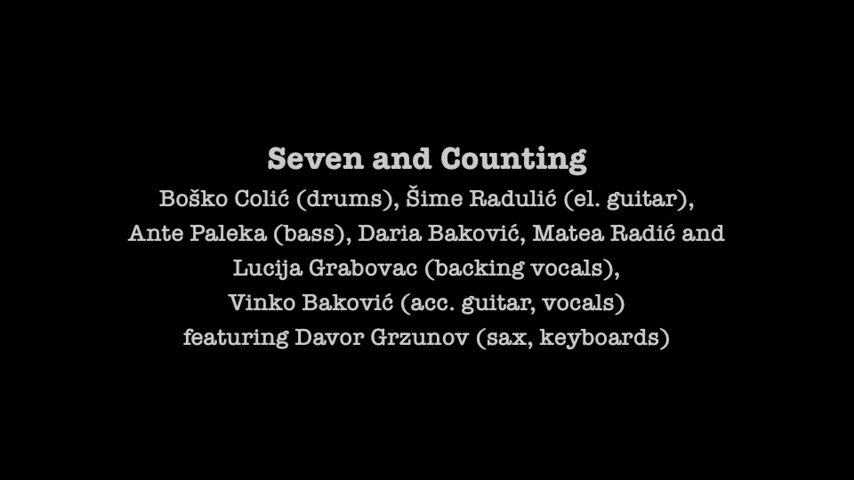 Seven and Counting
Boško Colić (drums), Šime Radulić (el. guitar),
Ante Paleka (bass), Daria Baković, Matea Radić and
Lucija Grabovac (backing vocals),
Vinko Baković (acc. guitar, vocals)
featuring Davor Grzunov (sax, keyboards)